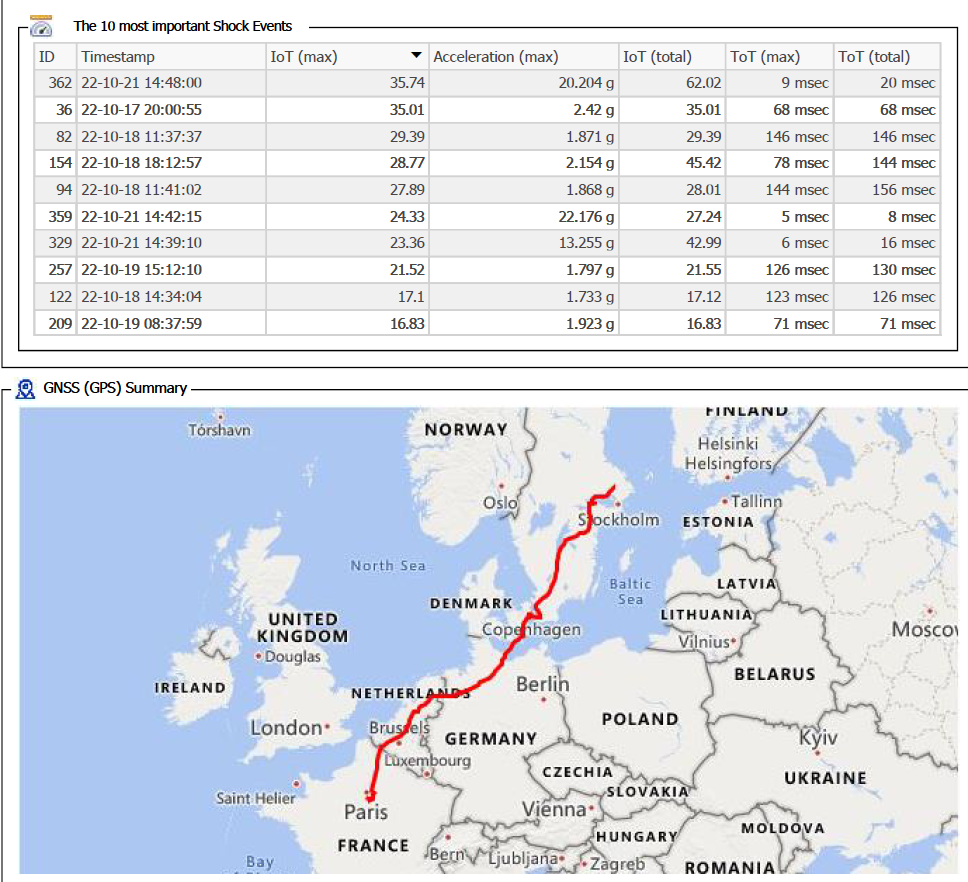 The 10 most important Shock Events
ID Timestamp IoT (max) Acceleration (max) IoT (total) ToT (max) ToT (total)
362 22-10-21 14:48:00 35.74 20.204 g 62.02 9 msec 20 msec
36 22-10-17 20:00:55 35.01 2.42 g 35.01 68 msec 68 msec
82 22-10-18 11:37:37 29.39 1.871 g 29.39 146 msec 146 msec
154 22-10-18 18:12:57 28.77 2.154 g 45.42 78 msec 144 msec
94 22-10-18 11:41:02 27.89 1.868 g 28.01 144 msec 156 msec
359 22-10-21 14:42:15 24.33 22.176 g 27.24 5 msec 8 msec
329 22-10-21 14:39:10 23.36 13.255 g 42.99 6 msec 16 msec
257 22-10-19 15:12:10 21.52 1.797 g 21.55 126 msec 130 msec
122 22-10-18 14:34:04 17.1 1.733 g 17.12 123 msec 126 msec
209 22-10-19 08:37:59 16.83 1.923 g 16.83 71 msec 71 msec
GNSS (GPS) Summary
FINLAND
Tórshavn
NORWAY
Helsinki
Helsingfors
Oslo
Tallinn
Stockholm
ESTONIA
North Sea
Baltic
Sea
LATVIA
DENMARK
LITHUANIA
UNITED
KINGDOM
Copenhagen
Moscow
Vilnius
Douglas
BELARUS
IRELAND
NETHERLANDS
Berlin
POLAND
London
Brussels
GERMANY
Kyiv
Luxembourg
CZECHIA
UKRAINE
SLOVAKIA
Saint Helier
Paris
Vienna
MOLDOVA
HUNGARY
FRANCE
Bern
Ljubljana
Zagreb
ROMANIA
Bay